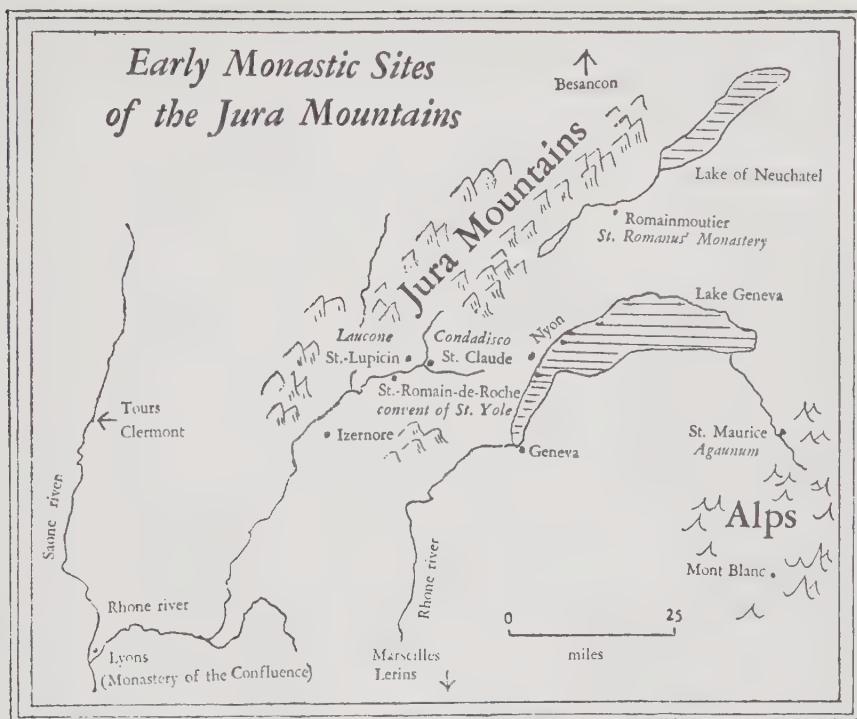 Early Monastic Sites
of the Jura Mountains
Besancon
Jura Mountains
Lake of Neuchatel
Romainmoutier
St. Romanus' Monastery
Lake Geneva
Nyon
Laucone
St.-Lupicin
Condadisco
St. Claude
St.-Romain-de-Roche
convent of St. Yole
Tours
Clermont
Izernore
Geneva
St. Maurice
Agaunum
Alps
Mont Blanc
Saone river
Rhone river
Rhone river
Lyons
(Monastery of the Confluence)
Marseilles
Lerins
0 25
miles